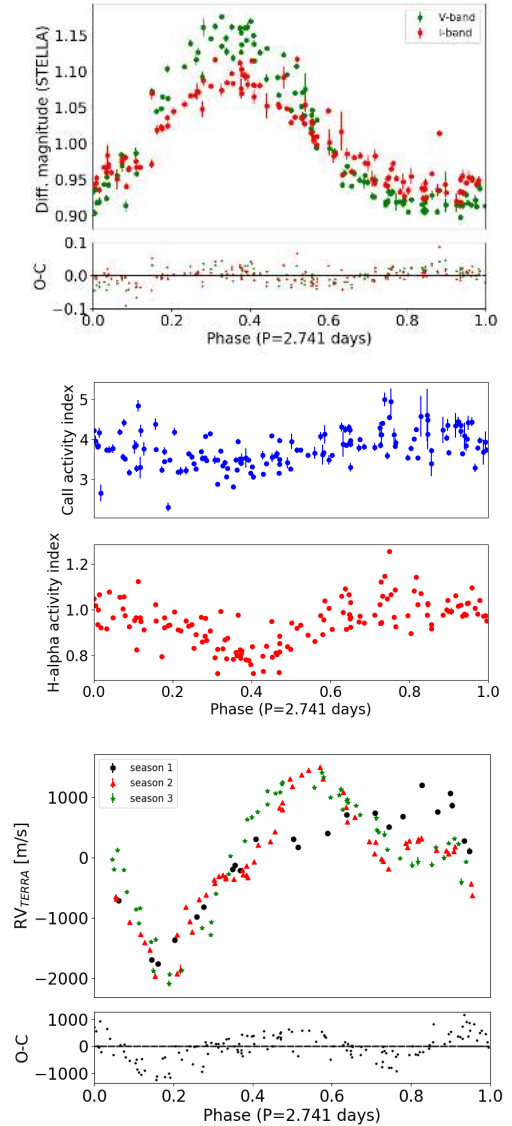 V-band
I-band
Diff. magnitude (STELLA)
1.15
1.10
1.05
1.00
0.95
0.90
O-C
0.1
0.0
−0.1
0.0 0.2 0.4 0.6 0.8 1.0
Phase (P=2.741 days)
CaII activity index
5
4
3
H-alpha activity index
1.2
1.0
0.8
0.0 0.2 0.4 0.6 0.8 1.0
Phase (P=2.741 days)
season 1
season 2
season 3
RV_TERRA [m/s]
1000
0
−1000
−2000
O-C
1000
0
−1000
0.0 0.2 0.4 0.6 0.8 1.0
Phase (P=2.741 days)